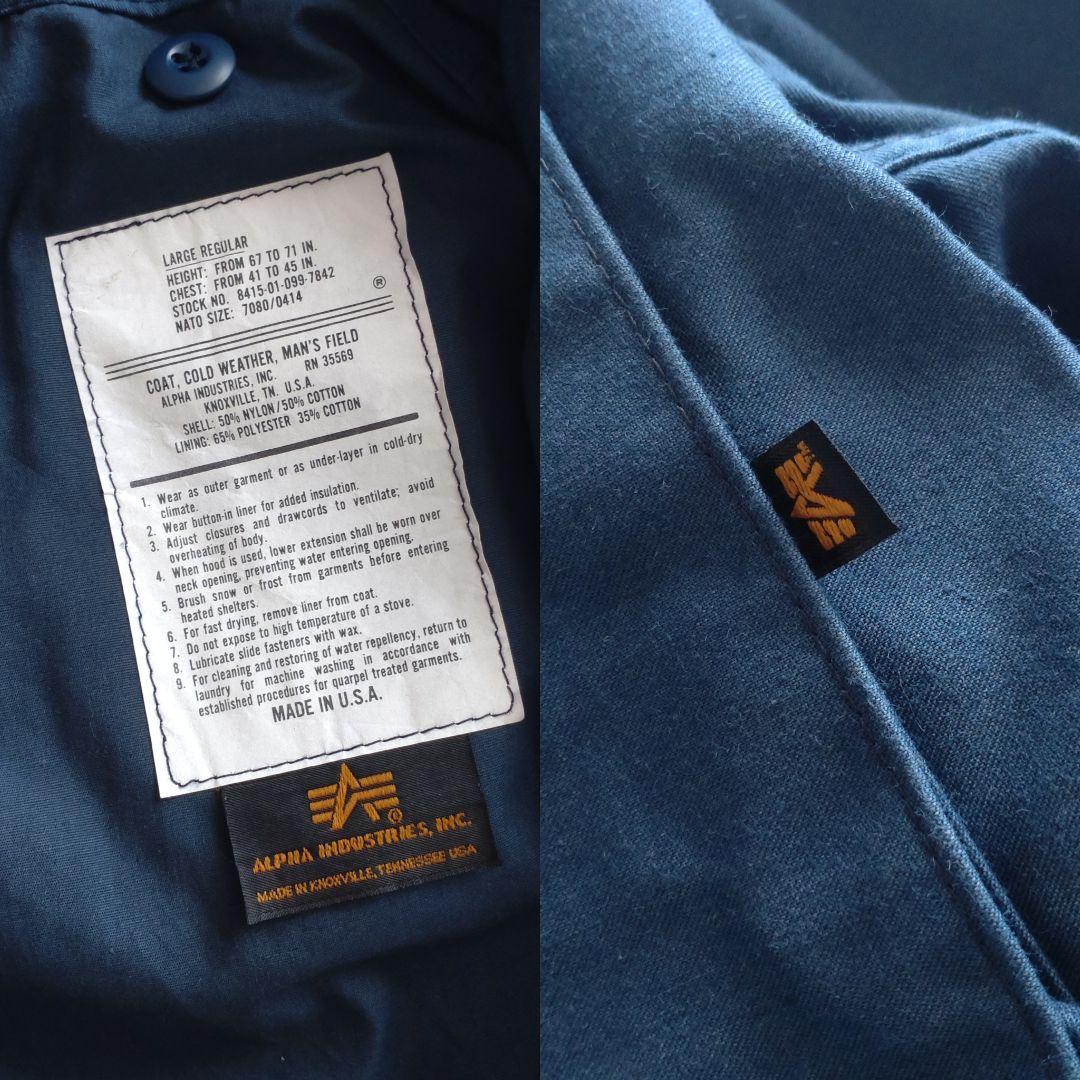 LARGE REGULAR
HEIGHT: FROM 67 TO 71 IN.
CHEST: FROM 41 TO 45 IN.
STOCK NO. 8415-01-099-7842
NATO SIZE: 7080/0414
®
COAT, COLD WEATHER, MAN'S FIELD
ALPHA INDUSTRIES, INC. RN 35569
KNOXVILLE, TN. U.S.A.
SHELL: 50% NYLON/50% COTTON
LINING: 65% POLYESTER 35% COTTON
1. Wear as outer garment or as under-layer in cold-dry
climate.
2. Wear button-in liner for added insulation.
3. Adjust closures and drawcords to ventilate; avoid
overheating of body.
4. When hood is used, lower extension shall be worn over
neck opening, preventing water entering opening.
5. Brush snow or frost from garments before entering
heated shelters.
6. For fast drying, remove liner from coat.
7. Do not expose to high temperature of a stove.
8. Lubricate slide fasteners with wax.
9. For cleaning and restoring of water repellency, return to
laundry for machine washing in accordance with
established procedures for quarpel treated garments.
MADE IN U.S.A.
®
ALPHA INDUSTRIES, INC.
MADE IN KNOXVILLE, TENNESSEE USA